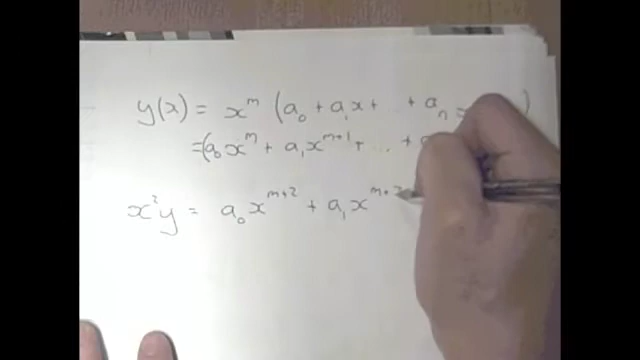 y(x) = x^m (a_0 + a_1x + ... + a_n )
= (a_0x^m + a_1x^{m+1} + ... +
x^2y = a_0x^{m+2} + a_1x^{m+